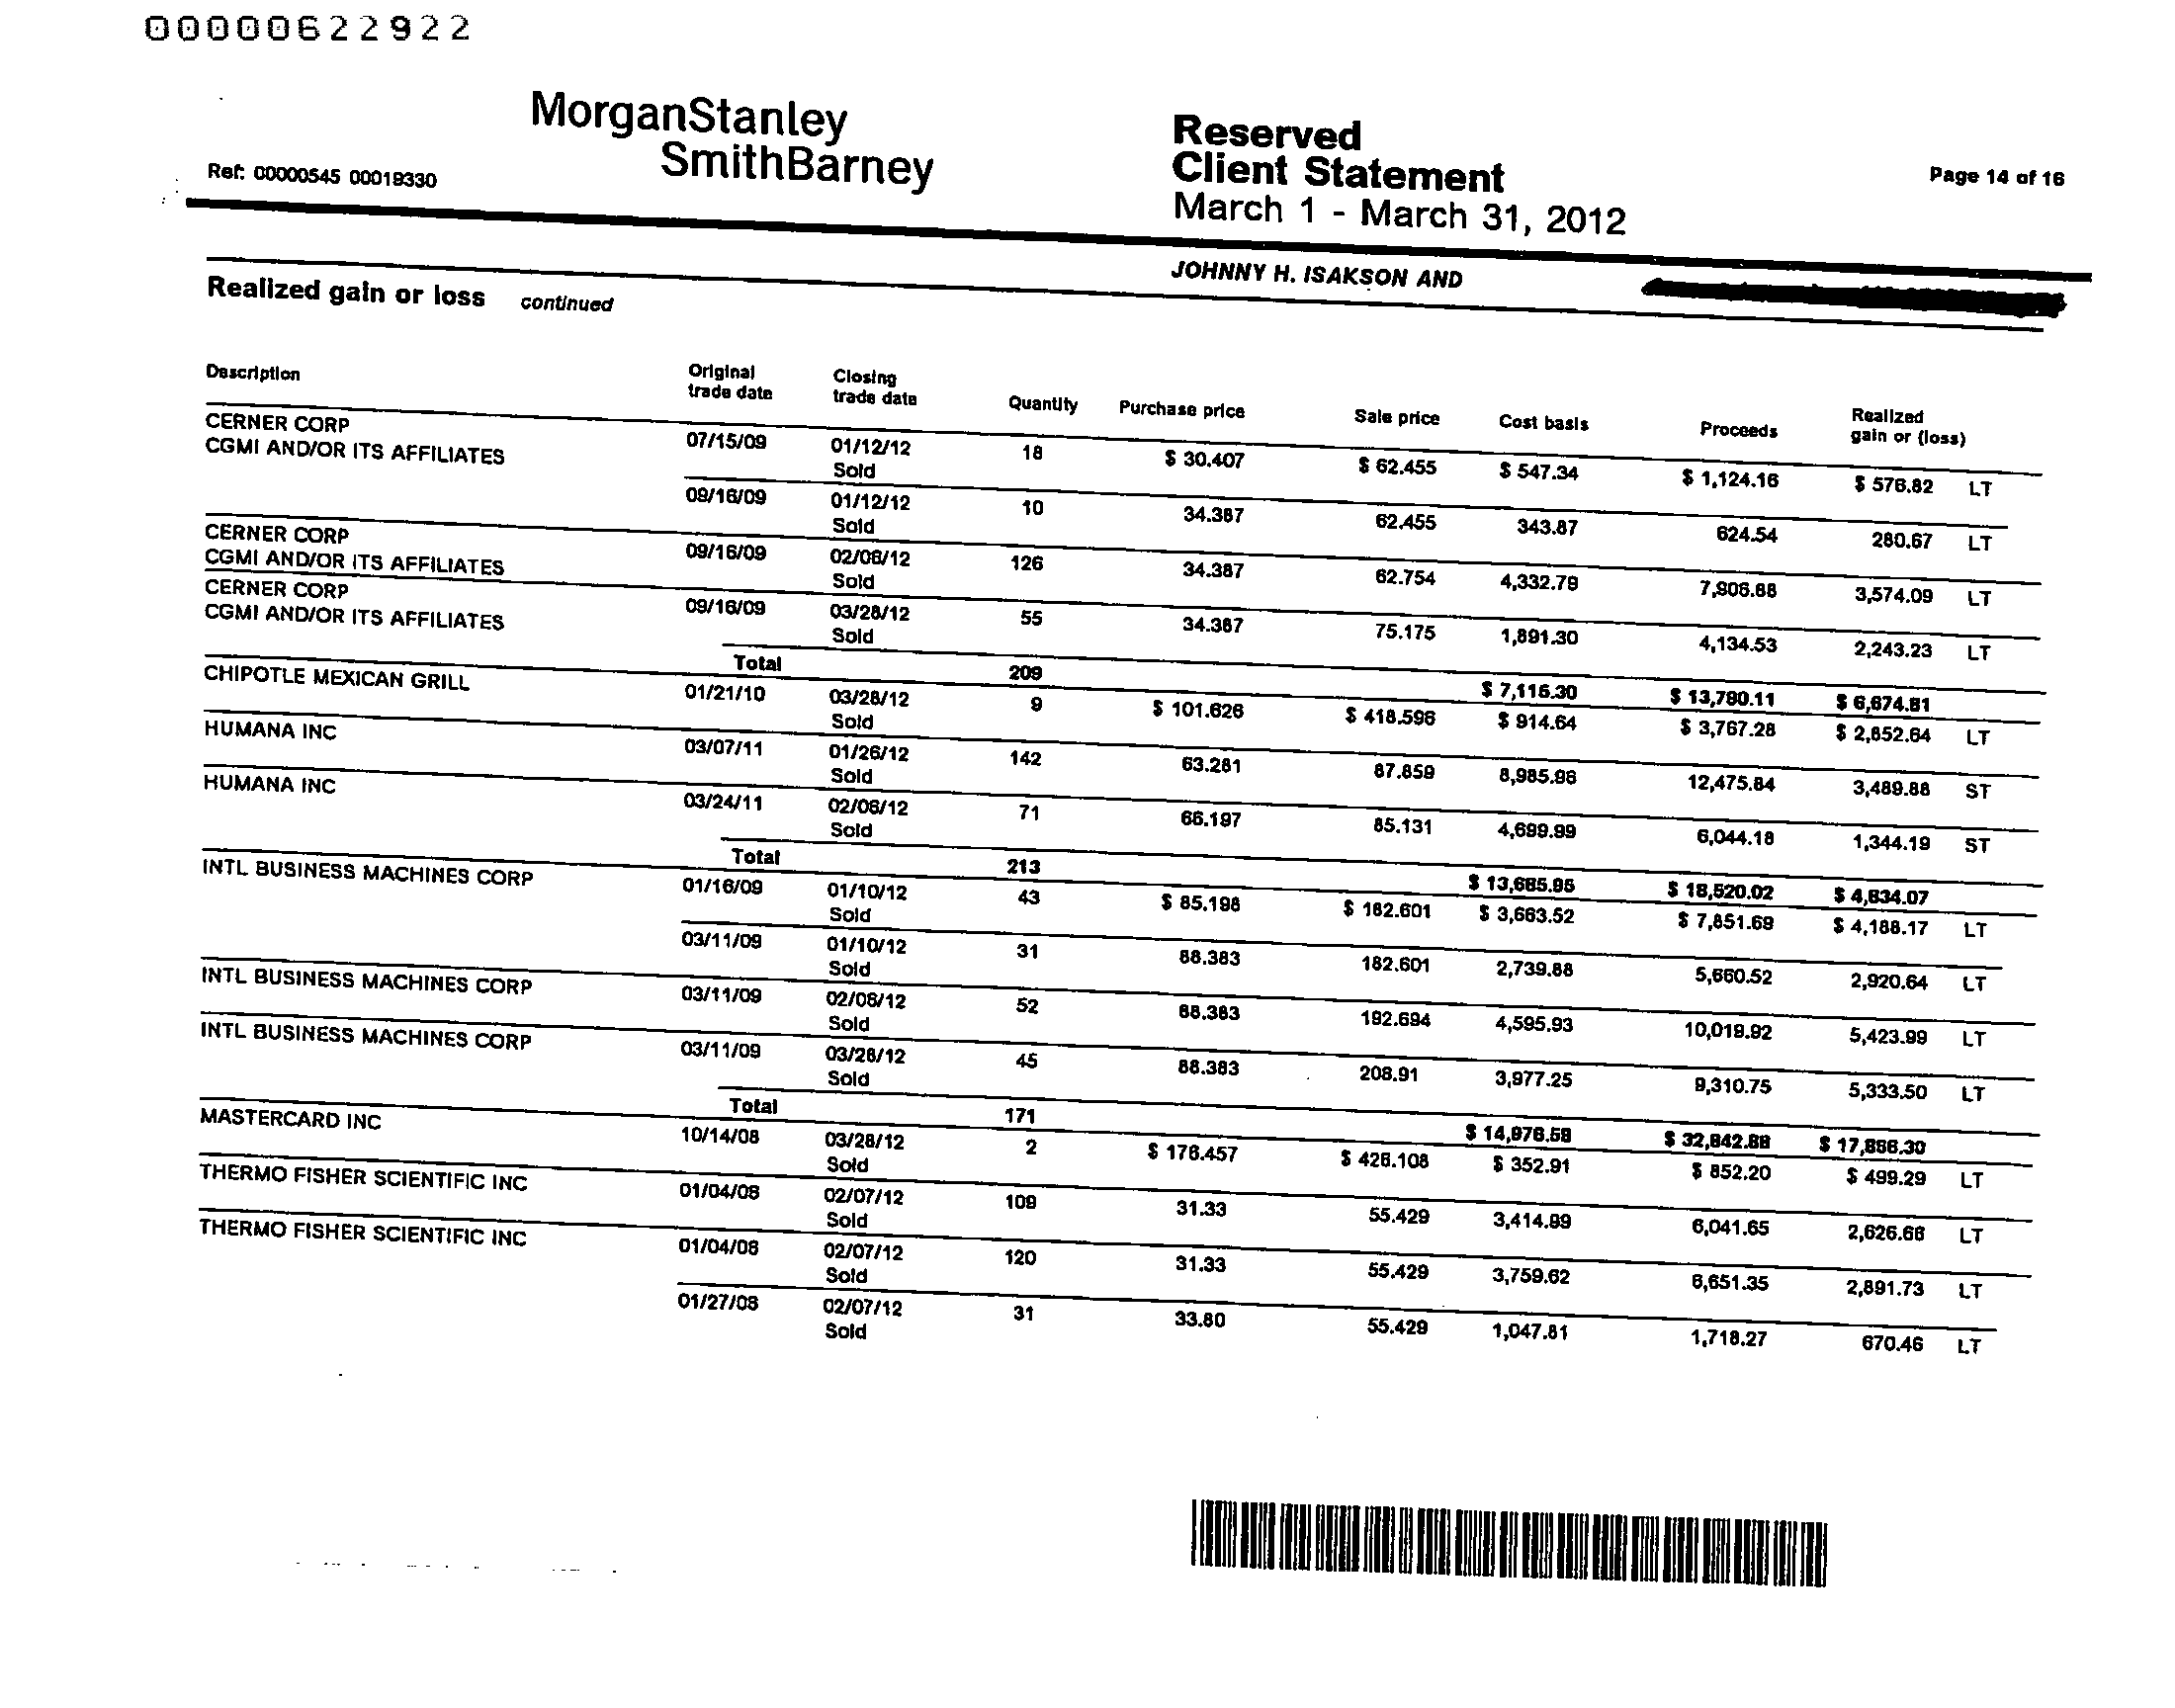 00000622922
MorganStanley
SmithBarney
Ref: 00000545 00019330
Reserved
Client Statement
March 1 - March 31, 2012
Page 14 of 16
JOHNNY H. ISAKSON AND
Realized gain or loss continued
Description Original trade date Closing trade date Quantity Purchase price Sale price Cost basis Proceeds Realized gain or (loss)
CERNER CORP 07/15/09 01/12/12 18 $ 30.407 $ 62.455 $ 547.34 $ 1,124.16 $ 576.82 LT
CGMI AND/OR ITS AFFILIATES Sold
09/16/09 01/12/12 10 34.387 62.455 343.87 624.54 280.67 LT
Sold
CERNER CORP 09/16/09 02/06/12 126 34.387 62.754 4,332.79 7,906.88 3,574.09 LT
CGMI AND/OR ITS AFFILIATES Sold
CERNER CORP 09/16/09 03/28/12 55 34.387 75.175 1,891.30 4,134.53 2,243.23 LT
CGMI AND/OR ITS AFFILIATES Sold
Total 209 $ 7,115.30 $ 13,790.11 $ 6,674.81
CHIPOTLE MEXICAN GRILL 01/21/10 03/28/12 9 $ 101.626 $ 418.596 $ 914.64 $ 3,767.28 $ 2,852.64 LT
Sold
HUMANA INC 03/07/11 01/26/12 142 63.281 87.859 8,985.96 12,475.84 3,489.88 ST
Sold
HUMANA INC 03/24/11 02/06/12 71 66.197 85.131 4,699.99 6,044.18 1,344.19 ST
Sold
Total 213 $ 13,685.95 $ 18,520.02 $ 4,834.07
INTL BUSINESS MACHINES CORP 01/16/09 01/10/12 43 $ 85.198 $ 182.601 $ 3,663.52 $ 7,851.69 $ 4,188.17 LT
Sold
03/11/09 01/10/12 31 88.383 182.601 2,739.88 5,660.52 2,920.64 LT
Sold
INTL BUSINESS MACHINES CORP 03/11/09 02/06/12 52 88.383 192.694 4,595.93 10,019.92 5,423.99 LT
Sold
INTL BUSINESS MACHINES CORP 03/11/09 03/28/12 45 88.383 208.91 3,977.25 9,310.75 5,333.50 LT
Sold
Total 171 $ 14,976.58 $ 32,842.88 $ 17,866.30
MASTERCARD INC 10/14/08 03/28/12 2 $ 176.457 $ 426.108 $ 352.91 $ 852.20 $ 499.29 LT
Sold
THERMO FISHER SCIENTIFIC INC 02/07/12 109 31.33 55.429 3,414.99 6,041.65 2,626.66 LT
Sold
THERMO FISHER SCIENTIFIC INC 02/07/12 120 31.33 55.429 3,759.62 6,651.35 2,891.73 LT
Sold
02/07/12 31 33.80 55.429 1,047.81 1,718.27 670.46 LT
Sold